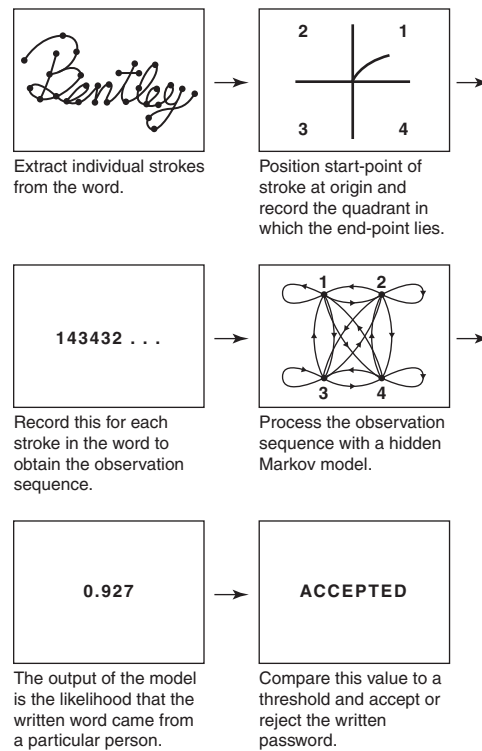 Bentley
2 1
3 4
Extract individual strokes
from the word.
Position start-point of
stroke at origin and
record the quadrant in
which the end-point lies.
143432 . . .
1 2
3 4
Record this for each
stroke in the word to
obtain the observation
sequence.
Process the observation
sequence with a hidden
Markov model.
0.927
ACCEPTED
The output of the model
is the likelihood that the
written word came from
a particular person.
Compare this value to a
threshold and accept or
reject the written
password.